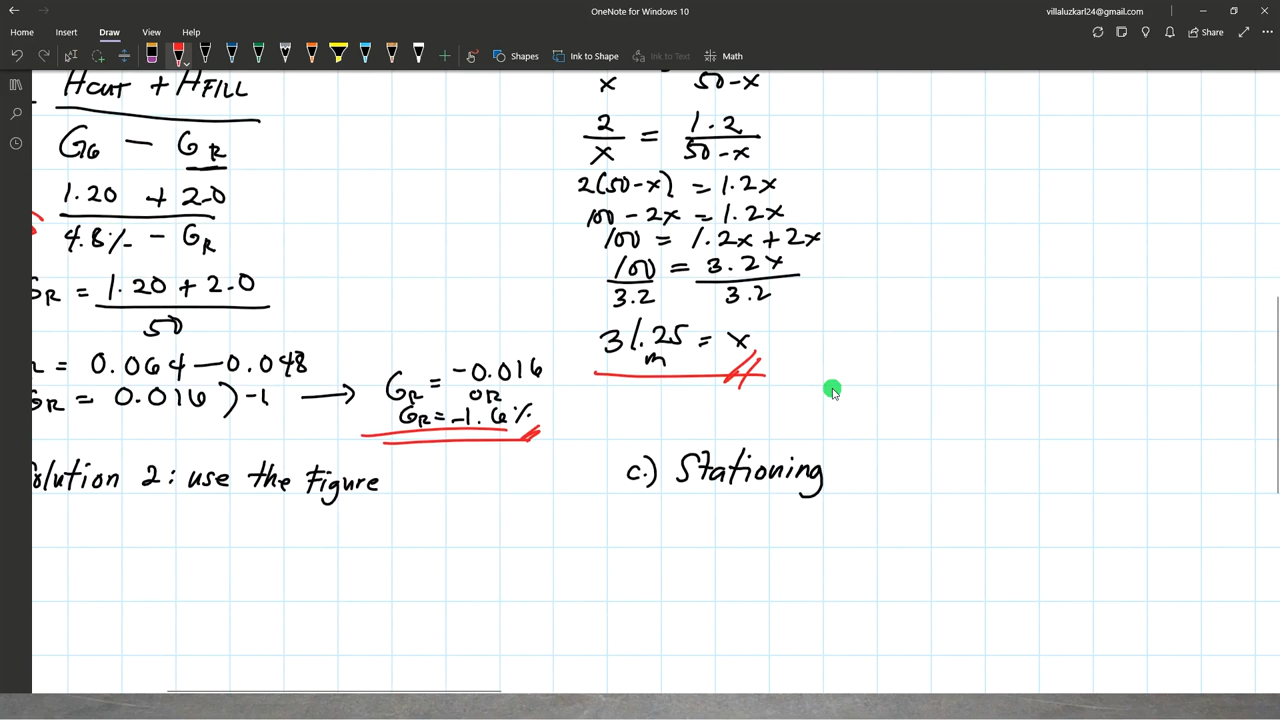 OneNote for Windows 10
villaluzkarl24@gmail.com
Home Insert Draw View Help
Share
Shapes
Ink to Shape
Ink to Text
Math
HCUT + HFILL
GG - GR
1.20 + 2.0
4.8% - GR
GR = 1.20 + 2.0
50
= 0.064 - 0.048
GR = 0.016 ) -1
GR = -0.016
OR
GR = -1.6%
Solution 2: use the Figure
x 50-x
2 = 1.2
x 50-x
2(50-x) = 1.2x
100 - 2x = 1.2x
100 = 1.2x + 2x
100 = 3.2x
3.2 3.2
31.25 = x
m
c.) Stationing